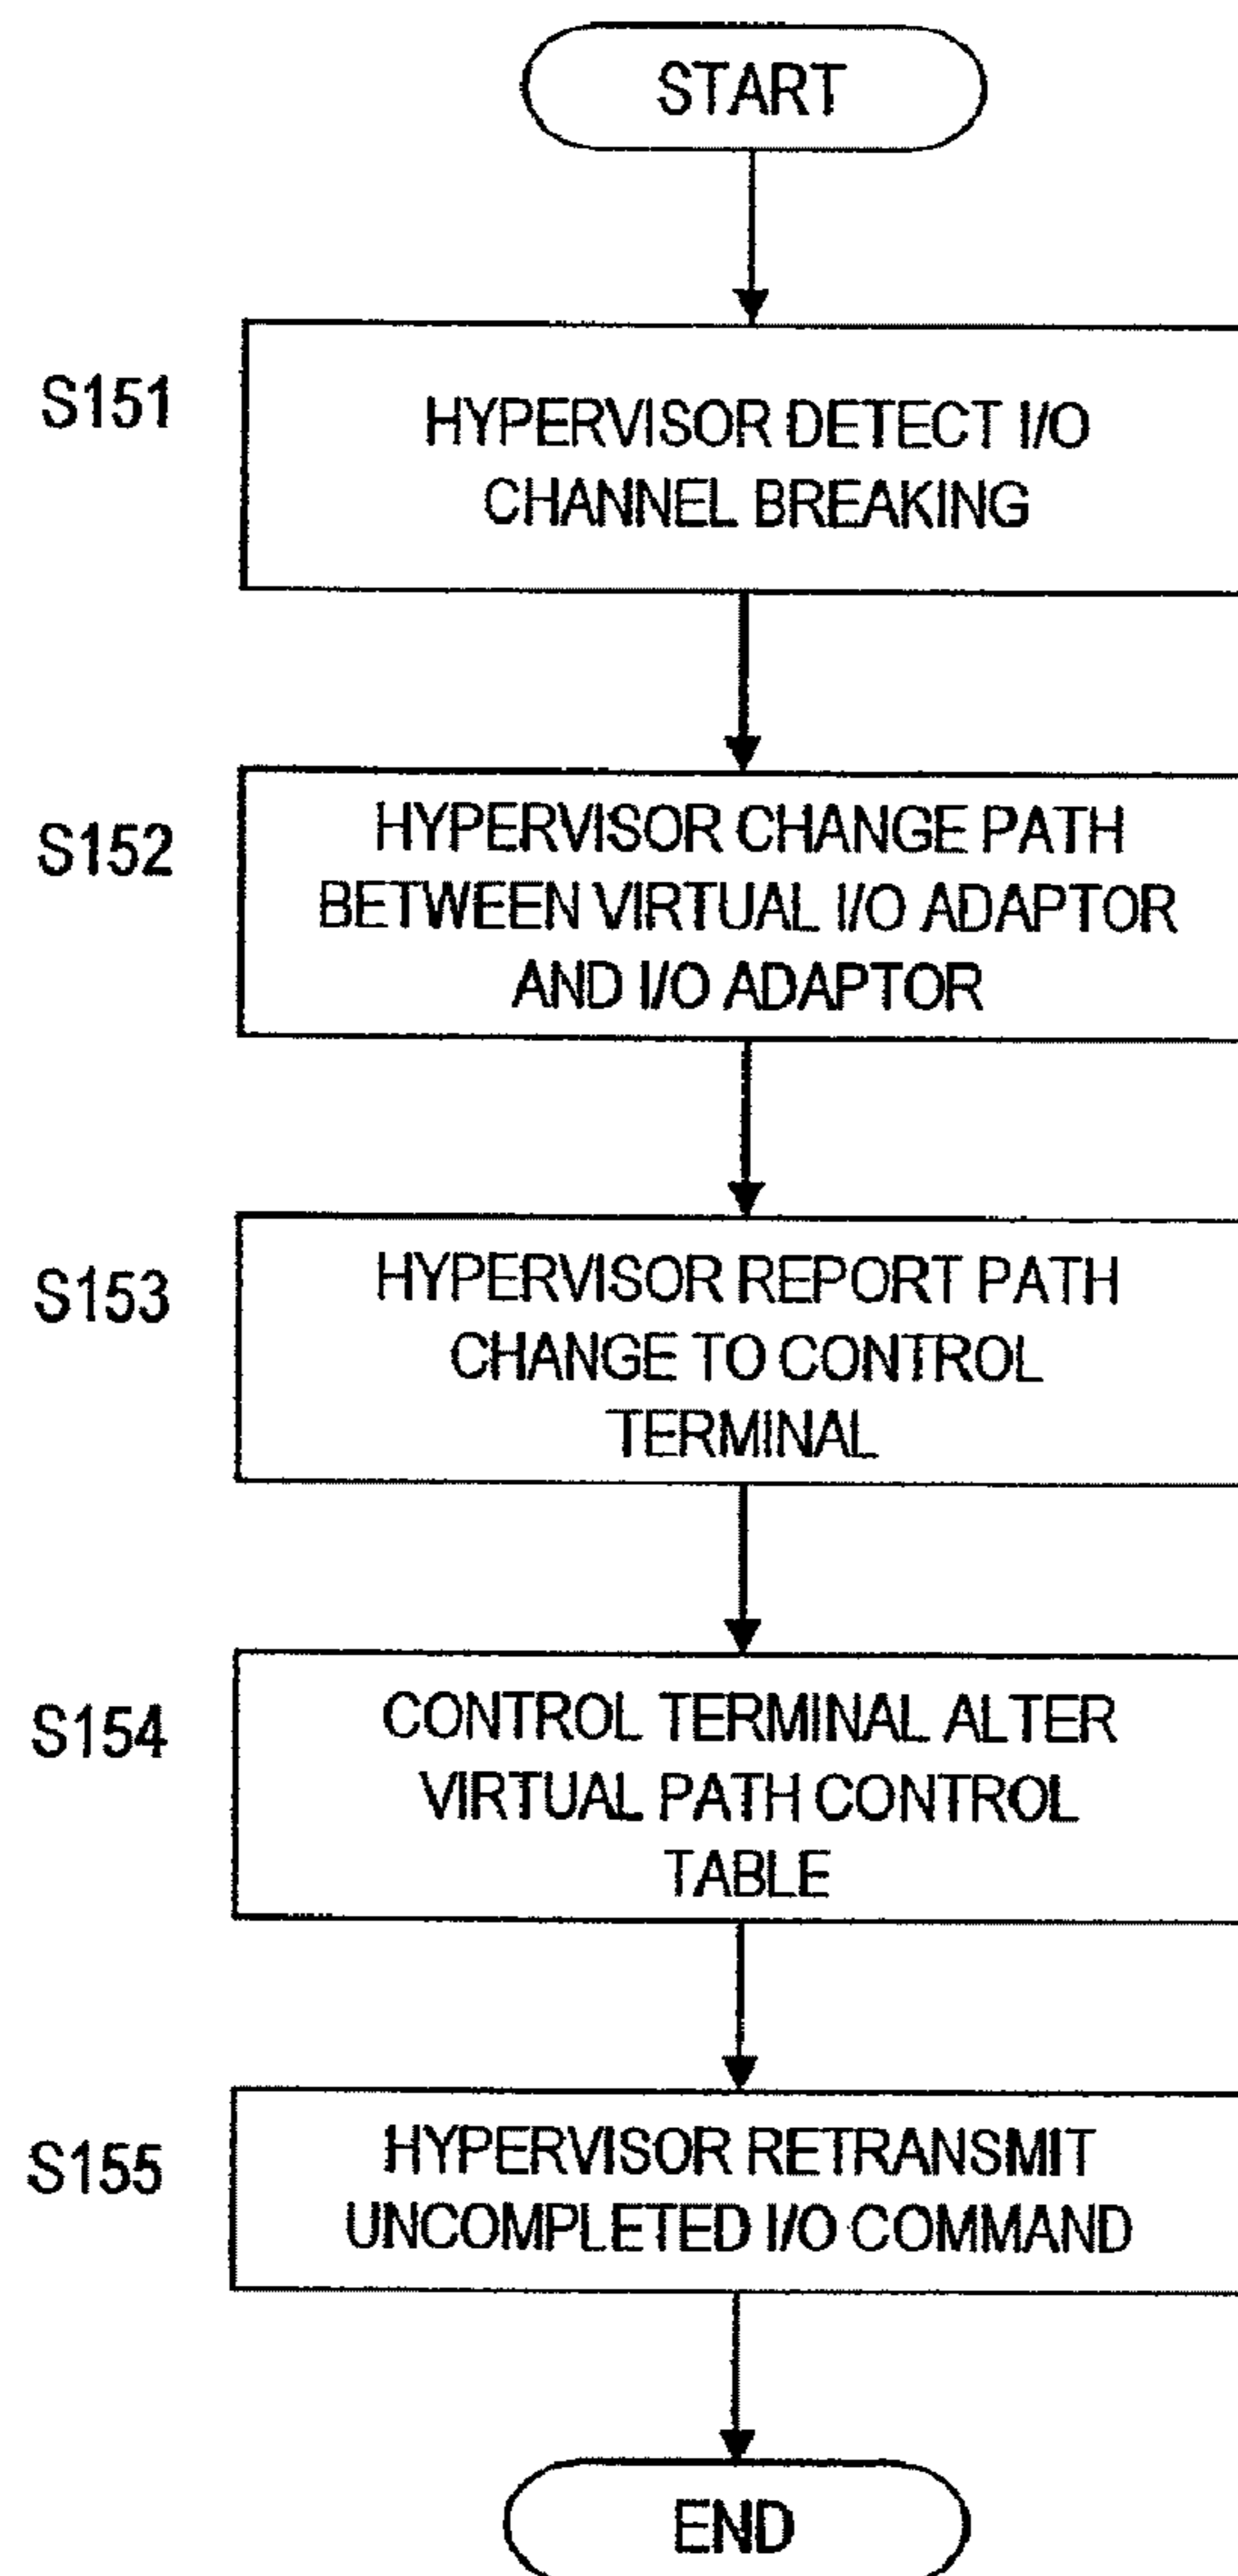 START
S151
HYPERVISOR DETECT I/O
CHANNEL BREAKING
S152
HYPERVISOR CHANGE PATH
BETWEEN VIRTUAL I/O ADAPTOR
AND I/O ADAPTOR
S153
HYPERVISOR REPORT PATH
CHANGE TO CONTROL
TERMINAL
S154
CONTROL TERMINAL ALTER
VIRTUAL PATH CONTROL
TABLE
S155
HYPERVISOR RETRANSMIT
UNCOMPLETED I/O COMMAND
END